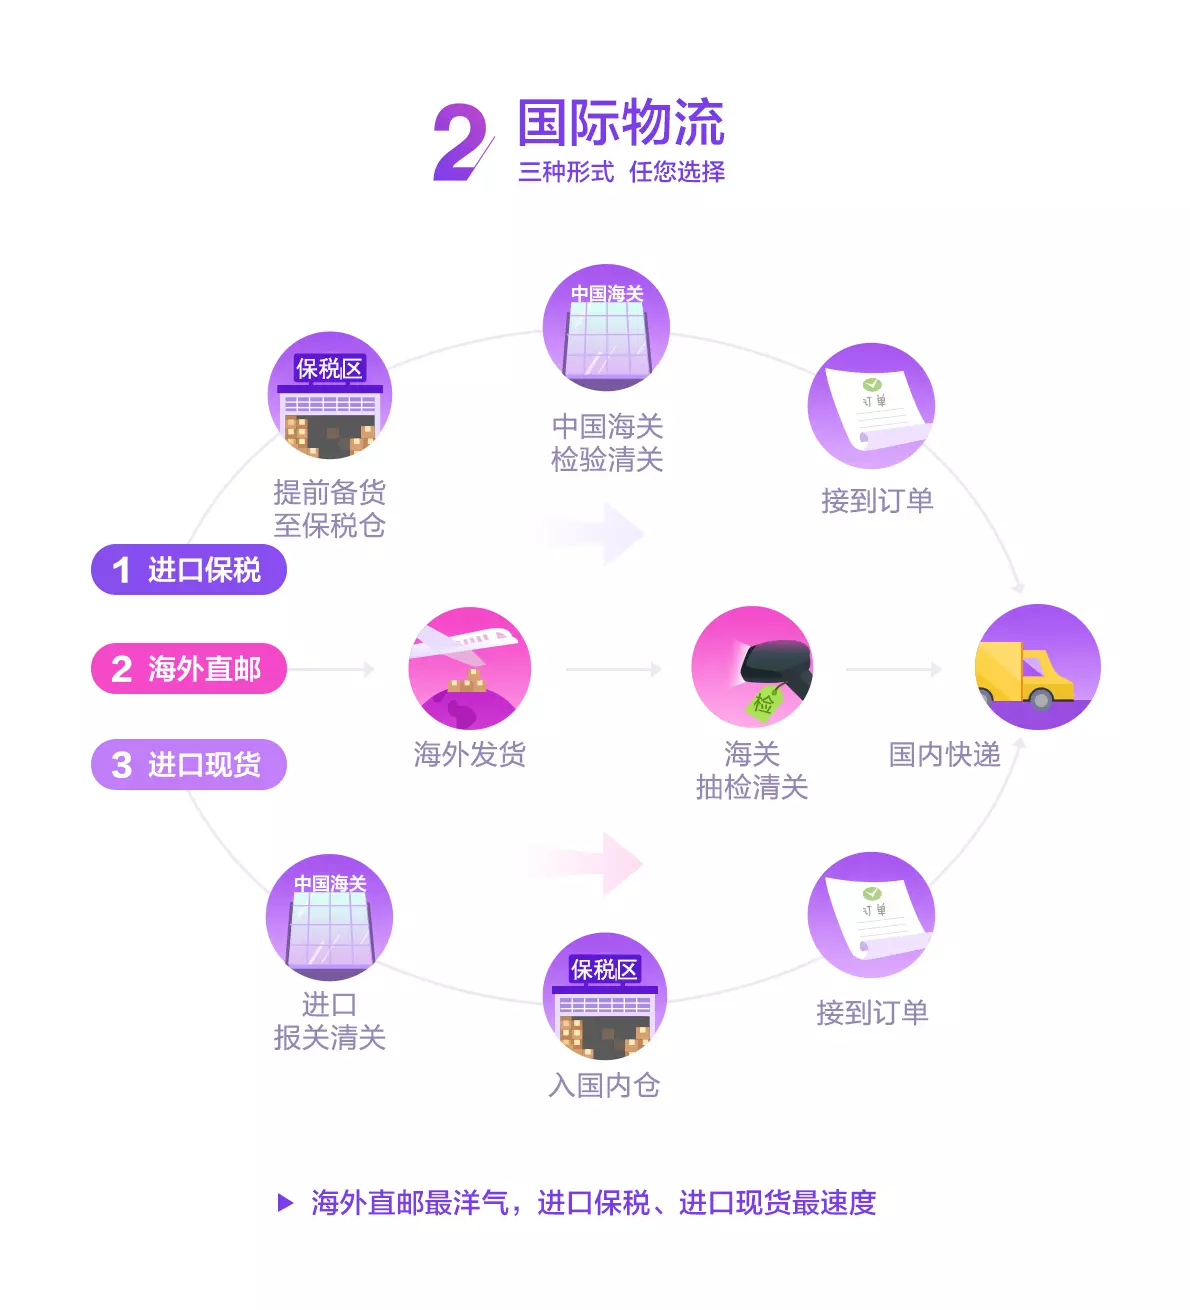 2
国际物流
三种形式 任您选择
中国海关
保税区
订单
中国海关
检验清关
提前备货
至保税仓
接到订单
1 进口保税
2 海外直邮
检
3 进口现货
海外发货
海关
抽检清关
国内快递
中国海关
订单
保税区
进口
报关清关
接到订单
入国内仓
海外直邮最洋气，进口保税、进口现货最速度